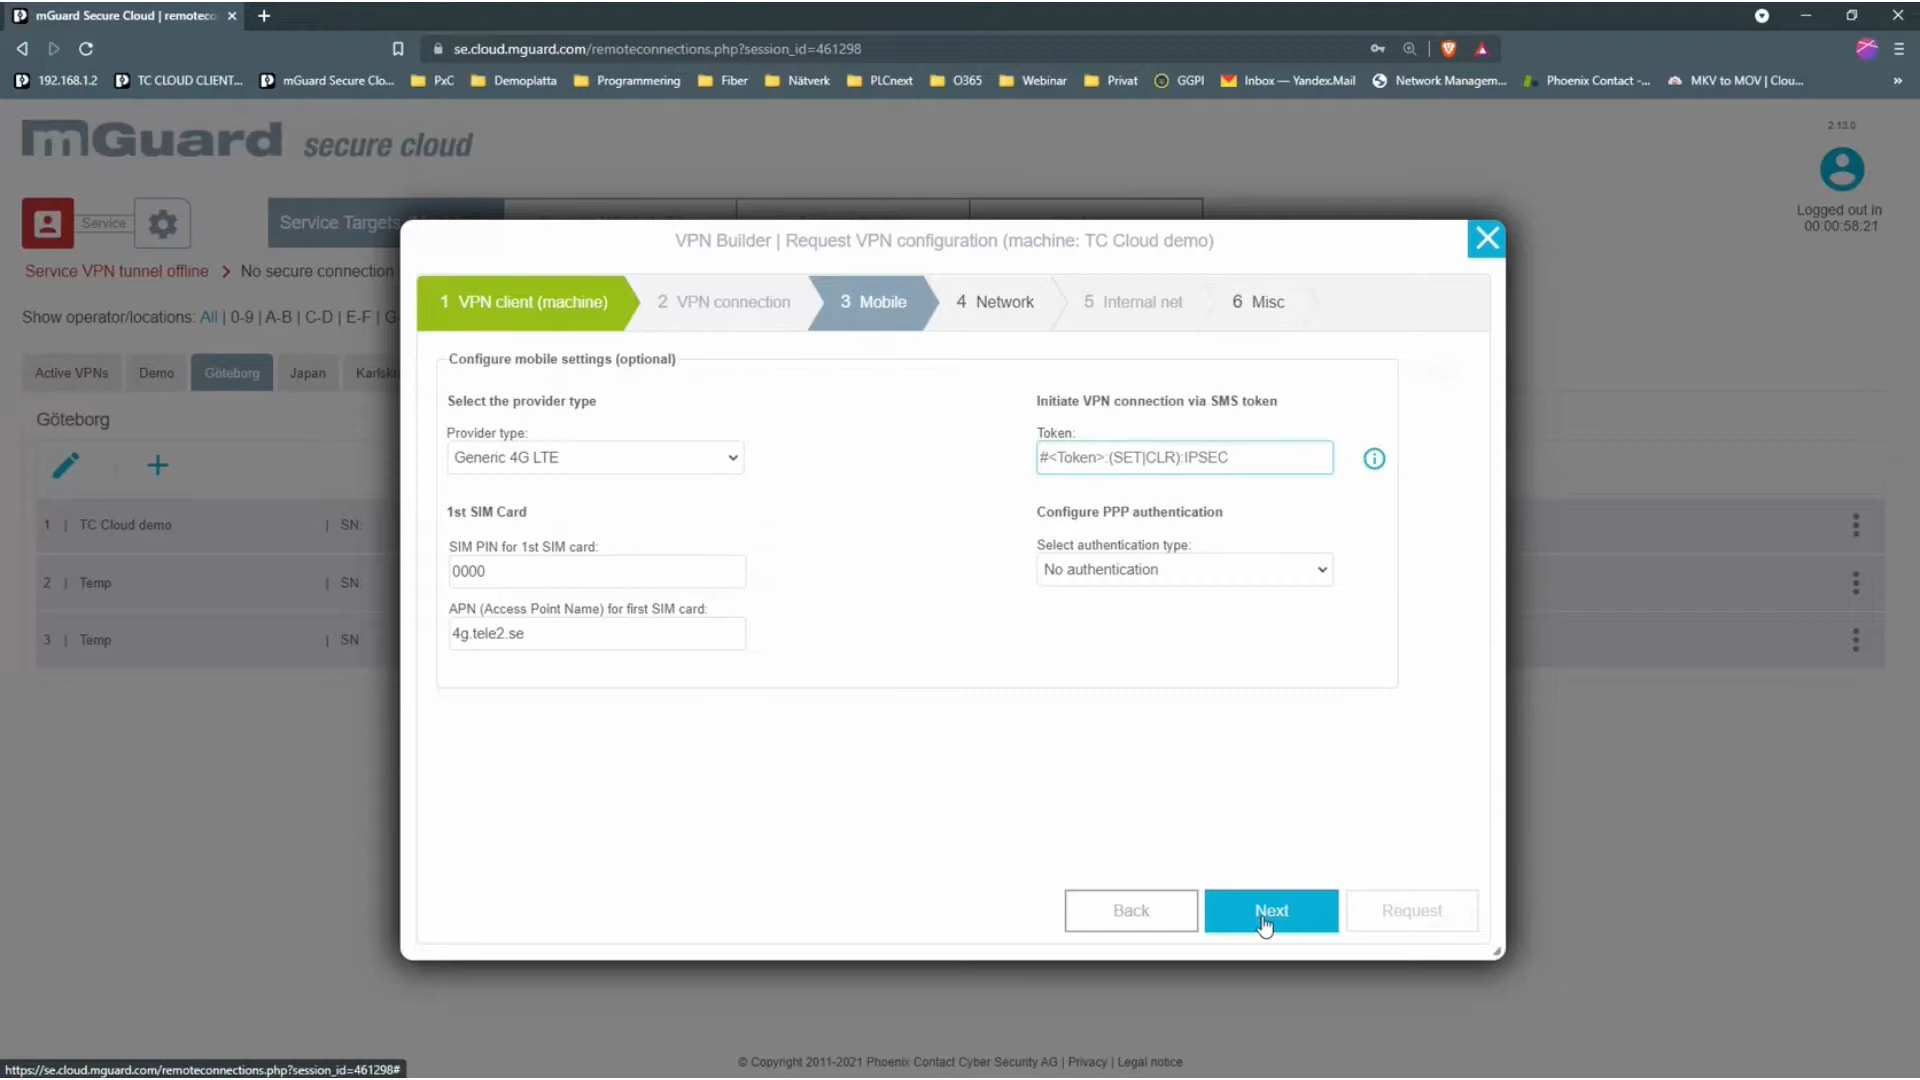 mGuard Secure Cloud | remoteco
se.cloud.mguard.com/remoteconnections.php?session_id=461298
192.168.1.2 TC CLOUD CLIENT... mGuard Secure Clo... PxC Demoplatta Programmering Fiber Nätverk PLCnext O365 Webinar Privat GGPI Inbox — Yandex.Mail Network Managem... Phoenix Contact -... MKV to MOV | Clou... »
mGuard secure cloud
2.13.0
Logged out in
00:00:58:21
Service
Service Targets
Service VPN tunnel offline > No secure connection
Show operator/locations: All | 0-9 | A-B | C-D | E-F | G-
Active VPNs Demo Göteborg Japan Karlskr
Göteborg
1 | TC Cloud demo | SN:
2 | Temp | SN:
3 | Temp | SN
VPN Builder | Request VPN configuration (machine: TC Cloud demo)
1 VPN client (machine) 2 VPN connection 3 Mobile 4 Network 5 Internal net 6 Misc
Configure mobile settings (optional)
Select the provider type
Provider type:
Generic 4G LTE
Initiate VPN connection via SMS token
Token:
#<Token>:(SET|CLR):IPSEC
1st SIM Card
SIM PIN for 1st SIM card:
0000
APN (Access Point Name) for first SIM card:
4g.tele2.se
Configure PPP authentication
Select authentication type:
No authentication
Back Next Request
© Copyright 2011-2021 Phoenix Contact Cyber Security AG | Privacy | Legal notice
https://se.cloud.mguard.com/remoteconnections.php?session_id=461298#